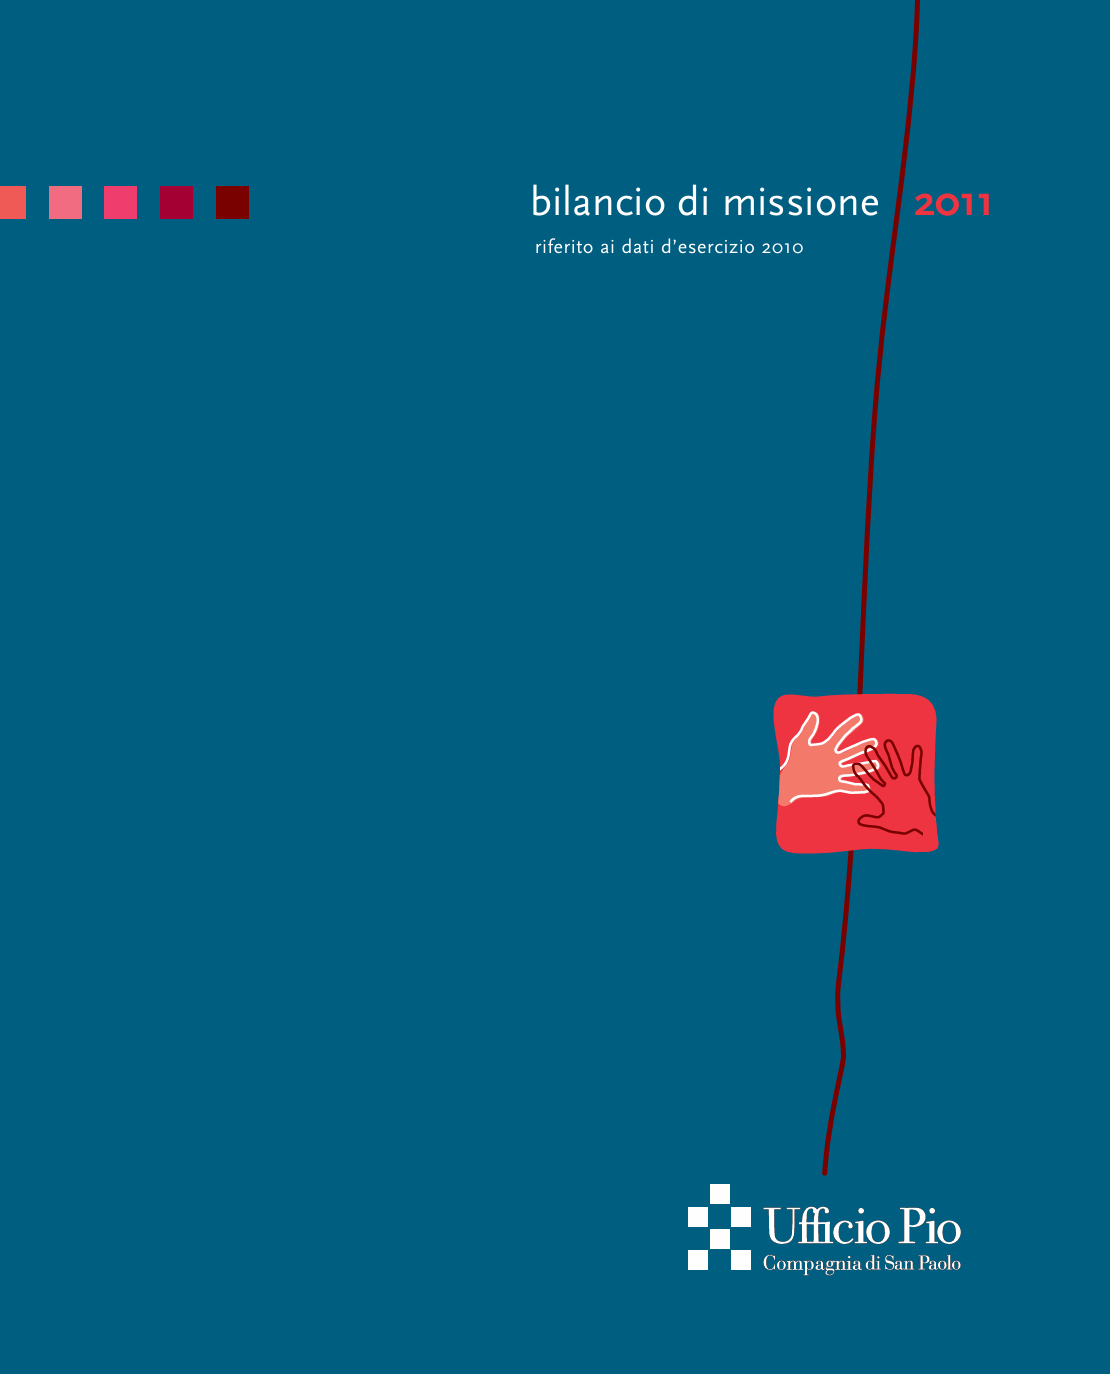 bilancio di missione 2011
riferito ai dati d'esercizio 2010
Ufficio Pio
Compagnia di San Paolo